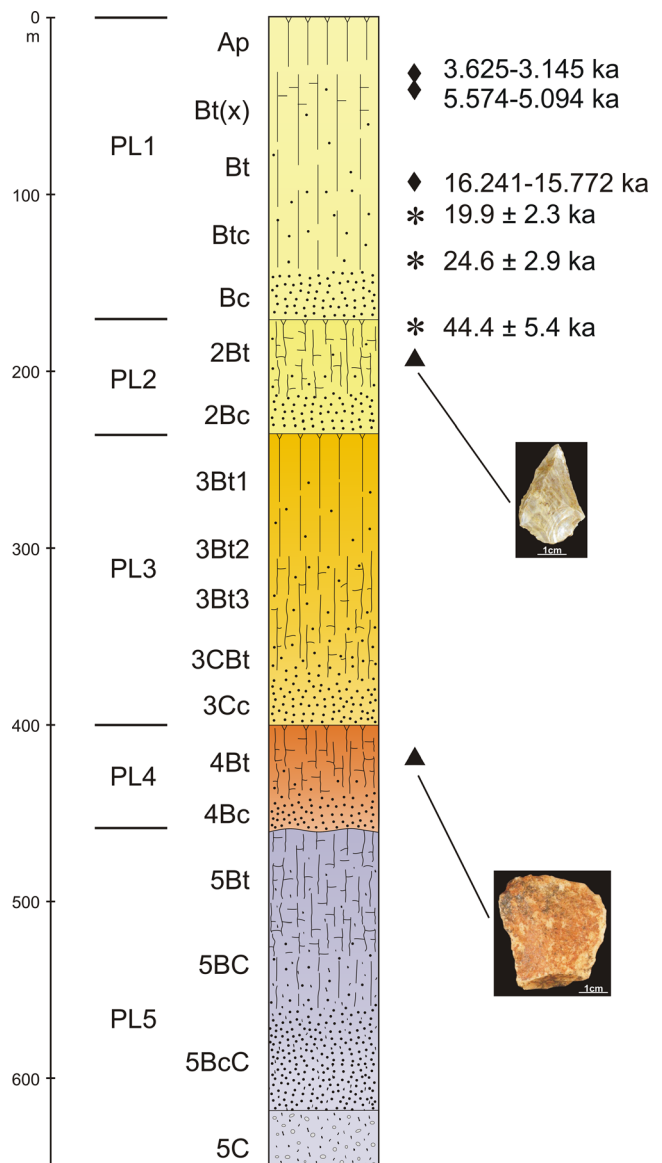 0
m
100
200
300
400
500
600
PL1
PL2
PL3
PL4
PL5
Ap
Bt(x)
Bt
Btc
Bc
2Bt
2Bc
3Bt1
3Bt2
3Bt3
3CBt
3Cc
4Bt
4Bc
5Bt
5BC
5BcC
5C
3.625-3.145 ka
5.574-5.094 ka
16.241-15.772 ka
19.9 ± 2.3 ka
24.6 ± 2.9 ka
44.4 ± 5.4 ka
1cm
1cm